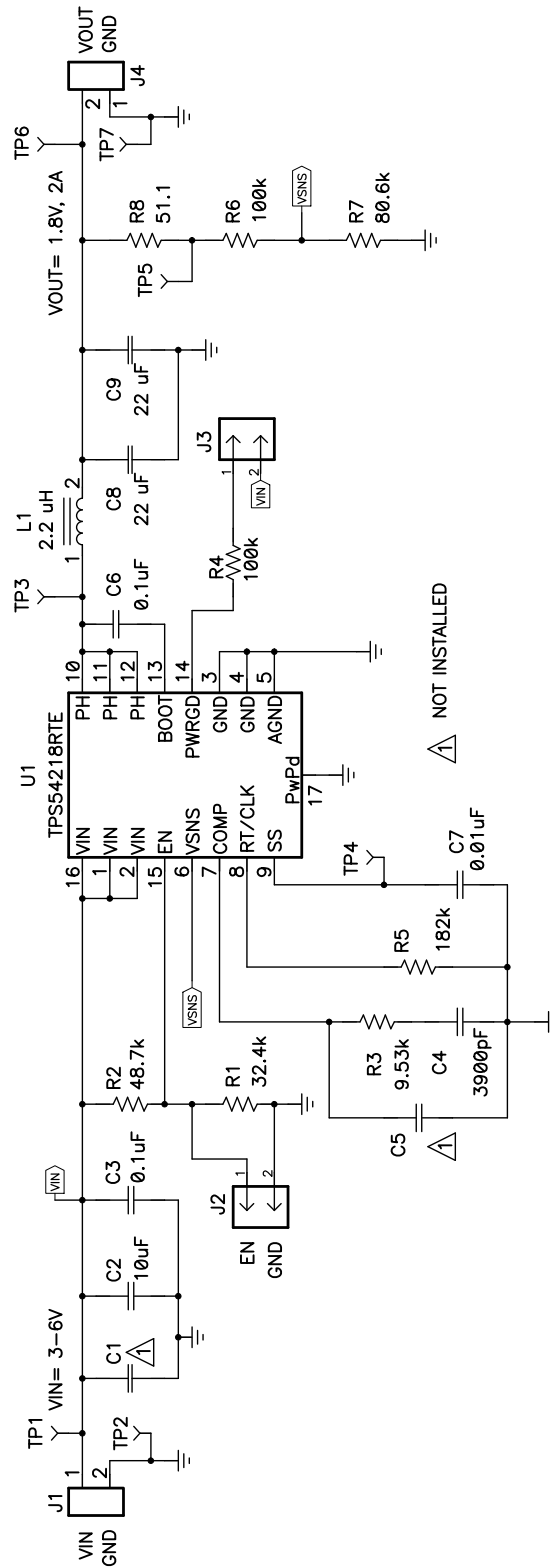 VIN
GND
J1
1
2
TP1
TP2
VIN= 3-6V
C1
1
C2
10uF
C3
0.1uF
VIN
R2
48.7k
R1
32.4k
J2
1
2
EN
GND
VSNS
C5
1
R3
9.53k
C4
3900pF
R5
182k
TP4
C7
0.01uF
U1
TPS54218RTE
16 VIN
1 VIN
2 VIN
15 EN
6 VSNS
7 COMP
8 RT/CLK
9 SS
PH 10
PH 11
PH 12
BOOT 13
PWRGD 14
GND 3
GND 4
AGND 5
PwPd
17
TP3
C6
0.1uF
L1
2.2 uH
1
2
R4
100k
J3
1
2
VIN
C8
22 uF
C9
22 uF
VOUT= 1.8V, 2A
R8
51.1
TP5
R6
100k
VSNS
R7
80.6k
TP6
TP7
2
1
J4
VOUT
GND
1 NOT INSTALLED